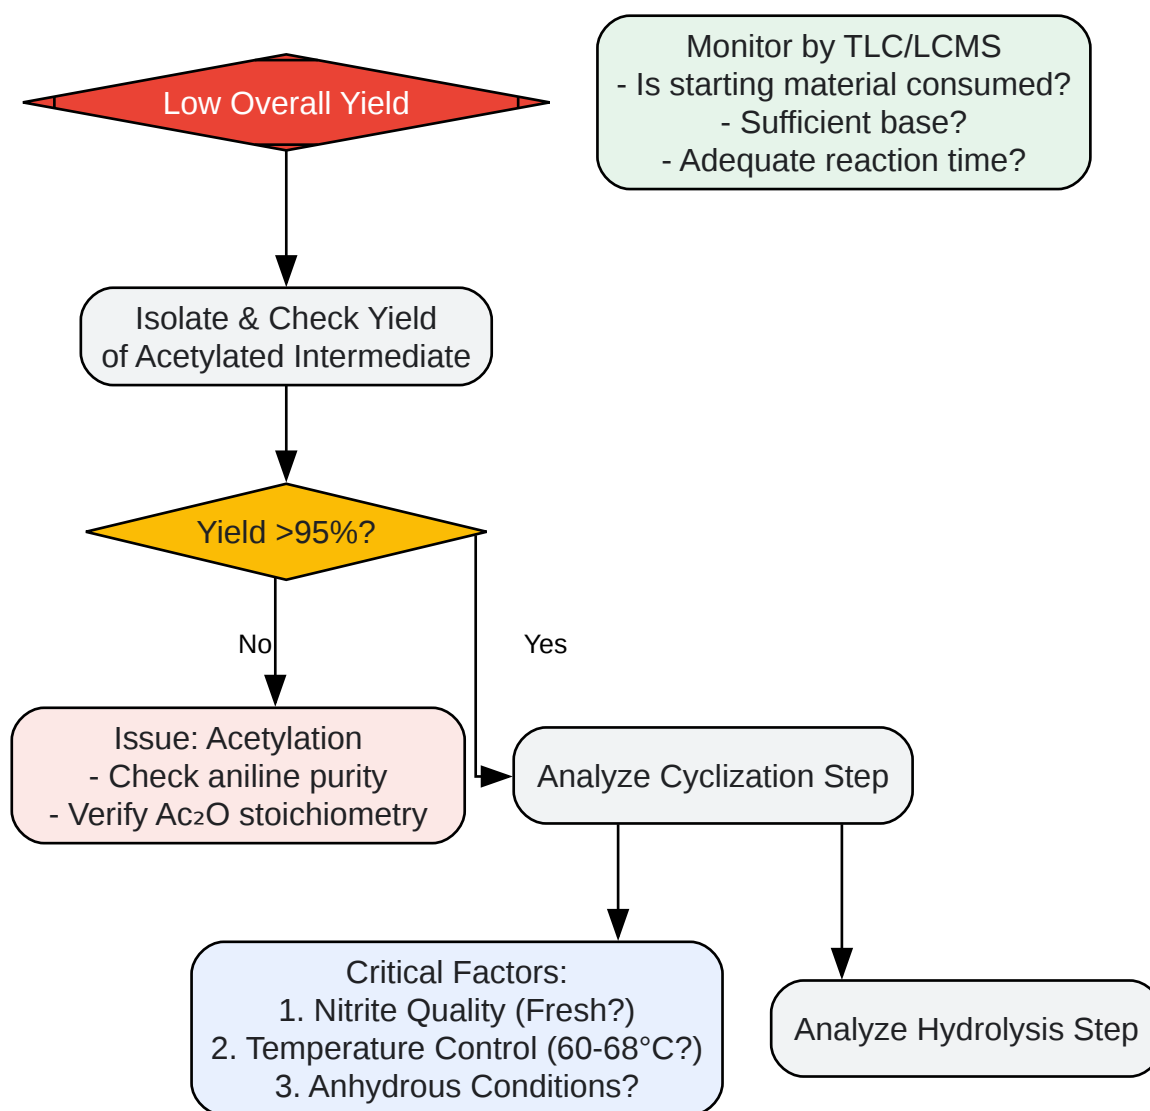 Low Overall Yield
Monitor by TLC/LCMS
- Is starting material consumed?
- Sufficient base?
- Adequate reaction time?
Isolate & Check Yield
of Acetylated Intermediate
Yield >95%?
No
Yes
Issue: Acetylation
- Check aniline purity
- Verify Ac₂O stoichiometry
Analyze Cyclization Step
Critical Factors:
1. Nitrite Quality (Fresh?)
2. Temperature Control (60-68°C?)
3. Anhydrous Conditions?
Analyze Hydrolysis Step